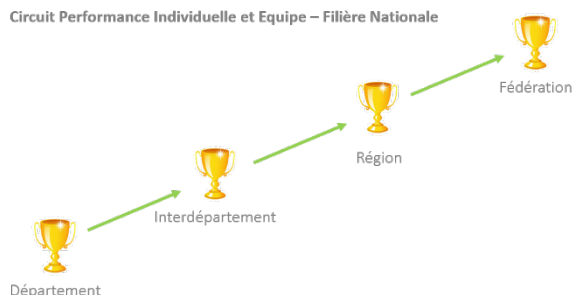 Circuit Performance Individuelle et Equipe – Filière Nationale
Fédération
Région
Interdépartement
Département